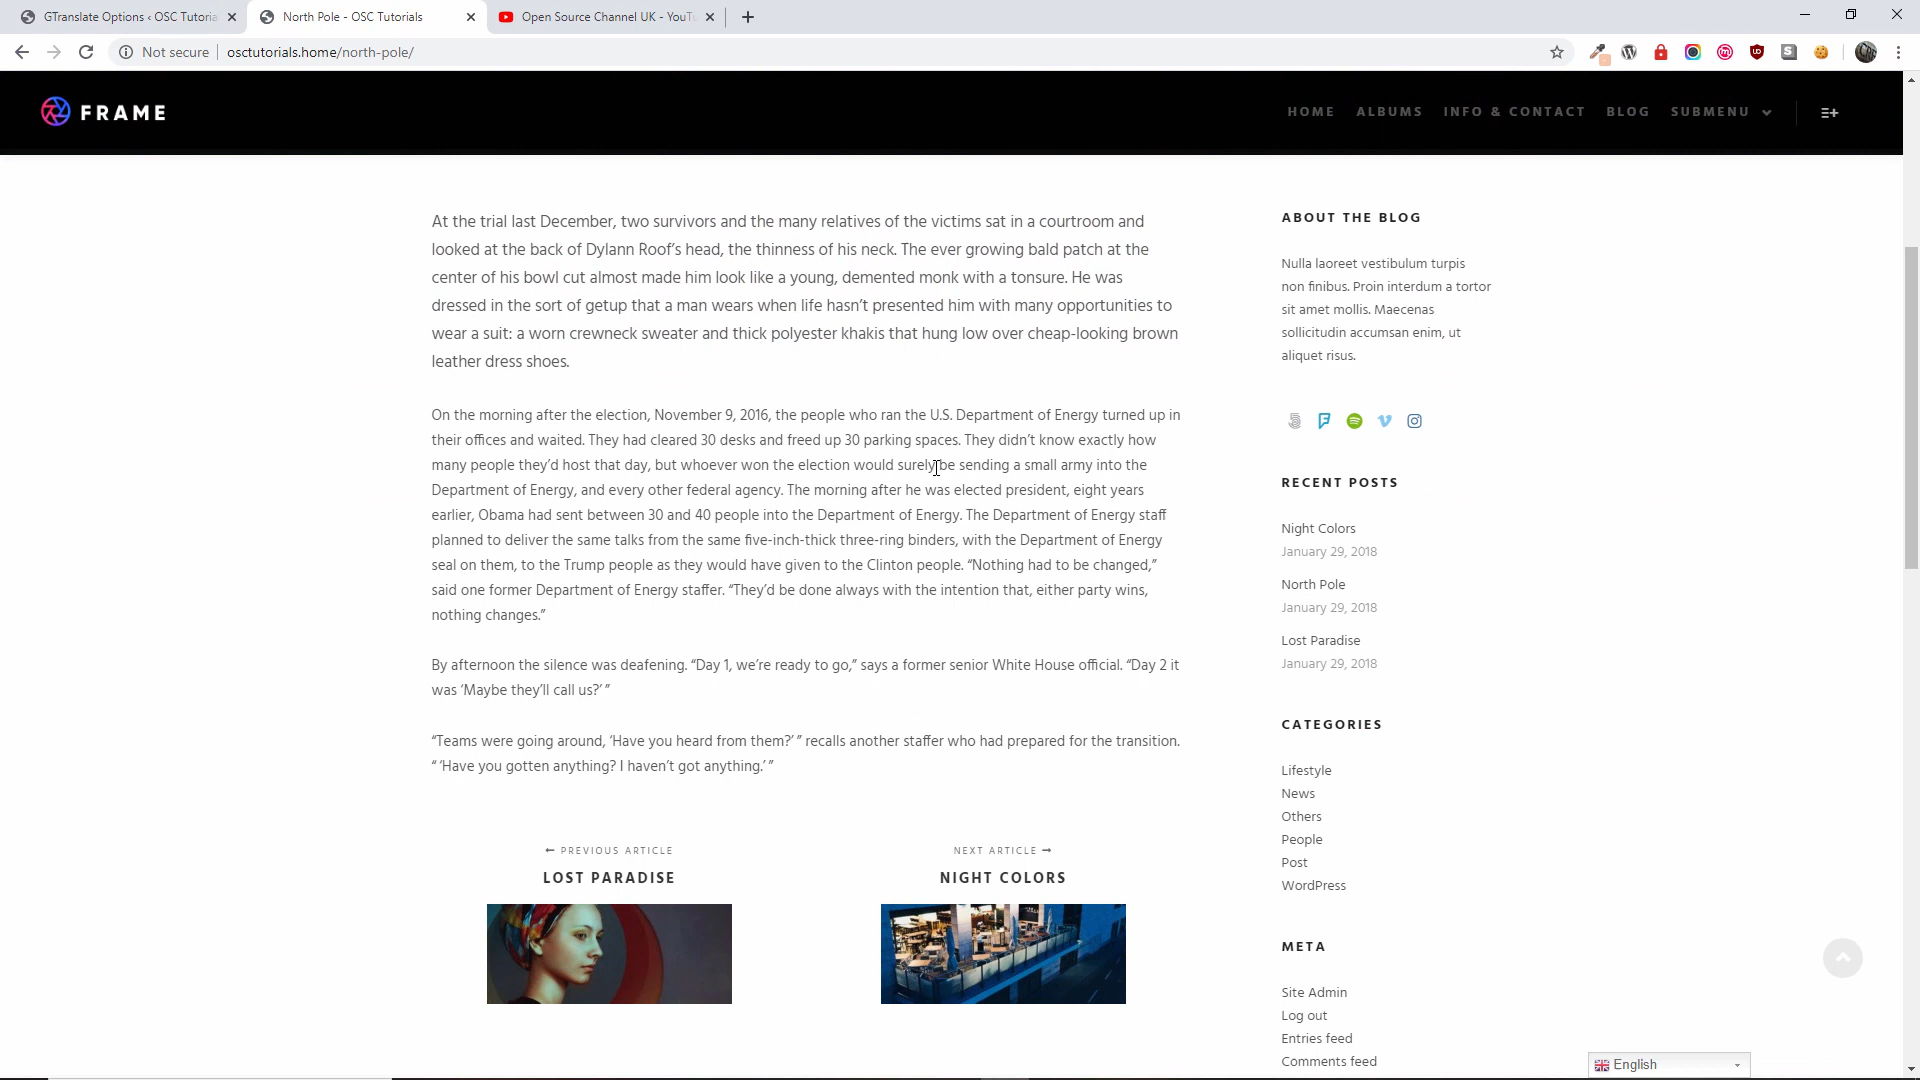 GTranslate Options ‹ OSC Tutoria
North Pole - OSC Tutorials
Open Source Channel UK - YouTu
Not secure
osctutorials.home/north-pole/
FRAME
HOME
ALBUMS
INFO & CONTACT
BLOG
SUBMENU
At the trial last December, two survivors and the many relatives of the victims sat in a courtroom and
looked at the back of Dylann Roof’s head, the thinness of his neck. The ever growing bald patch at the
center of his bowl cut almost made him look like a young, demented monk with a tonsure. He was
dressed in the sort of getup that a man wears when life hasn’t presented him with many opportunities to
wear a suit: a worn crewneck sweater and thick polyester khakis that hung low over cheap-looking brown
leather dress shoes.
On the morning after the election, November 9, 2016, the people who ran the U.S. Department of Energy turned up in
their offices and waited. They had cleared 30 desks and freed up 30 parking spaces. They didn’t know exactly how
many people they’d host that day, but whoever won the election would surely be sending a small army into the
Department of Energy, and every other federal agency. The morning after he was elected president, eight years
earlier, Obama had sent between 30 and 40 people into the Department of Energy. The Department of Energy staff
planned to deliver the same talks from the same five-inch-thick three-ring binders, with the Department of Energy
seal on them, to the Trump people as they would have given to the Clinton people. “Nothing had to be changed,”
said one former Department of Energy staffer. “They’d be done always with the intention that, either party wins,
nothing changes.”
By afternoon the silence was deafening. “Day 1, we’re ready to go,” says a former senior White House official. “Day 2 it
was ‘Maybe they’ll call us?’ ”
“Teams were going around, ‘Have you heard from them?’ ” recalls another staffer who had prepared for the transition.
“ ‘Have you gotten anything? I haven’t got anything.’ ”
← PREVIOUS ARTICLE
LOST PARADISE
NEXT ARTICLE →
NIGHT COLORS
ABOUT THE BLOG
Nulla laoreet vestibulum turpis
non finibus. Proin interdum a tortor
sit amet mollis. Maecenas
sollicitudin accumsan enim, ut
aliquet risus.
RECENT POSTS
Night Colors
January 29, 2018
North Pole
January 29, 2018
Lost Paradise
January 29, 2018
CATEGORIES
Lifestyle
News
Others
People
Post
WordPress
META
Site Admin
Log out
Entries feed
Comments feed
English